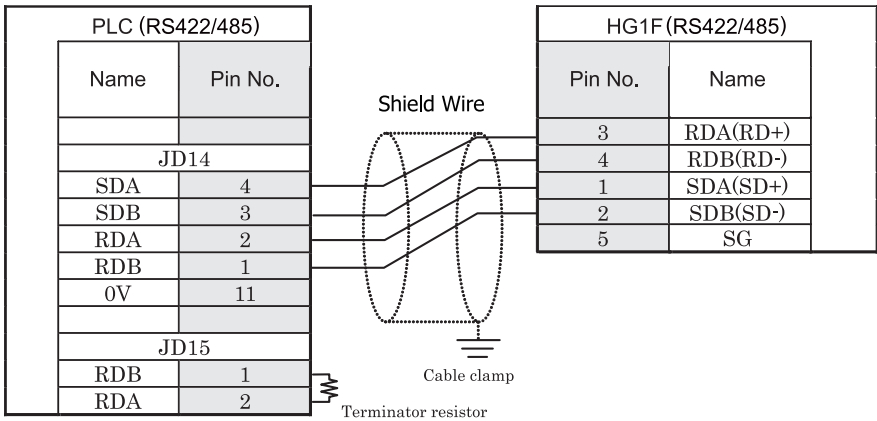 PLC (RS422/485)
Name Pin No.
JD14
SDA 4
SDB 3
RDA 2
RDB 1
0V 11
JD15
RDB 1
RDA 2
Shield Wire
Cable clamp
Terminator resistor
HG1F(RS422/485)
Pin No. Name
3 RDA(RD+)
4 RDB(RD-)
1 SDA(SD+)
2 SDB(SD-)
5 SG